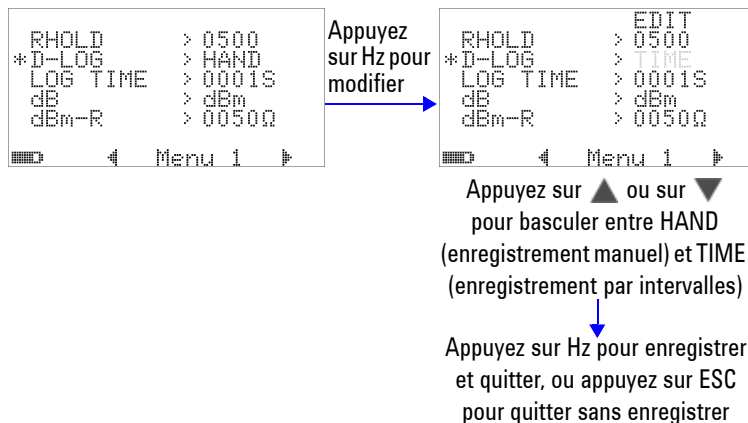 RHOLD > 0500
*D-LOG > HAND
LOG TIME > 0001S
dB > dBm
dBm-R > 0050Ω
Menu 1
Appuyez
sur Hz pour
modifier
EDIT
RHOLD > 0500
*D-LOG > TIME
LOG TIME > 0001S
dB > dBm
dBm-R > 0050Ω
Menu 1
Appuyez sur ▲ ou sur ▼
pour basculer entre HAND
(enregistrement manuel) et TIME
(enregistrement par intervalles)
Appuyez sur Hz pour enregistrer
et quitter, ou appuyez sur ESC
pour quitter sans enregistrer